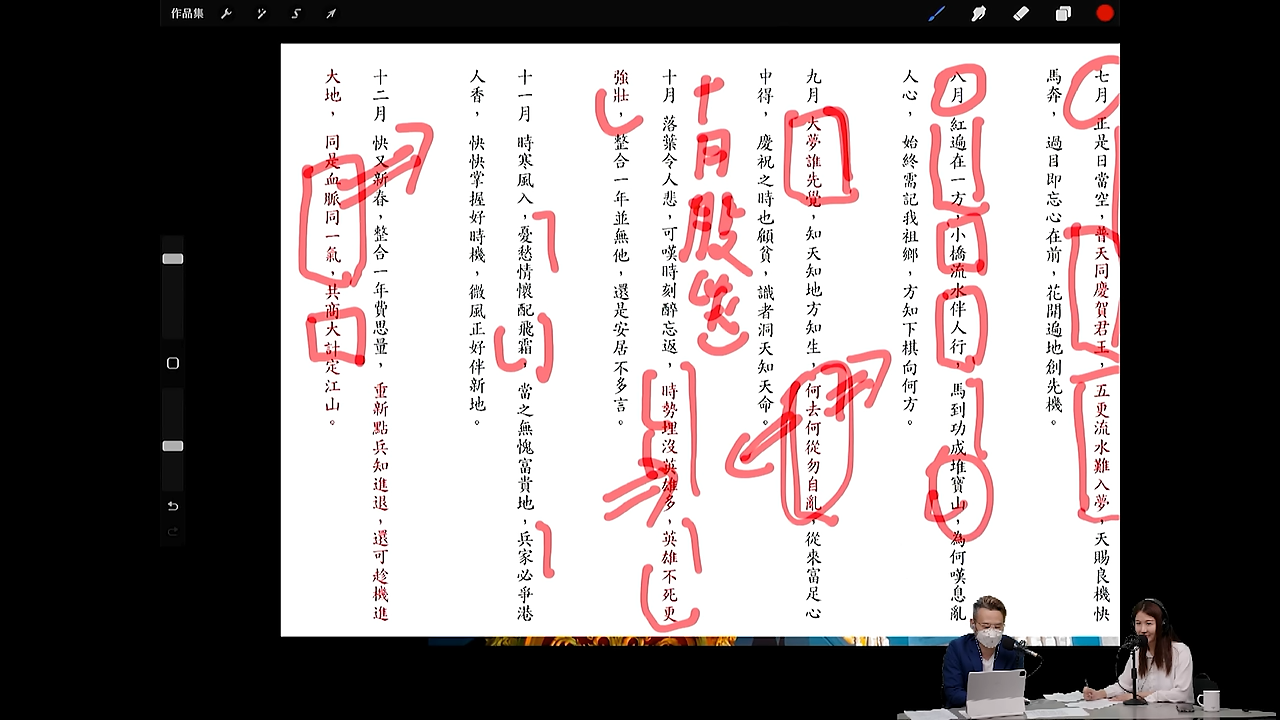 作品集
七月 正是日當空，普天同慶賀君王，五更流水難入夢，天賜良機快
馬奔， 過目即忘心在前，花開遍地創先機。
八月 紅遍在一方，小橋流水伴人行，馬到功成堆寶山，為何嘆息亂
人心， 始終需記我祖鄉，方知下棋向何方。
九月 大夢誰先覺，知天知地方知生，何去何從勿自亂，從來富足心
中得， 慶祝之時也顧貧，識者洞天知天命。
十月股災
十月 落葉令人悲，可嘆時刻醉忘返，時勢埋沒英雄多，英雄不死更
強壯，整合一年並無他，還是安居不多言。
十一月 時寒風入，憂愁情懷配飛霜，當之無愧富貴地，兵家必爭港
人香， 快快掌握好時機，微風正好伴新地。
十二月 快又新春，整合一年費思量，重新點兵知進退，還可趁機進
大地， 同是血脈同一氣，共商大計定江山。